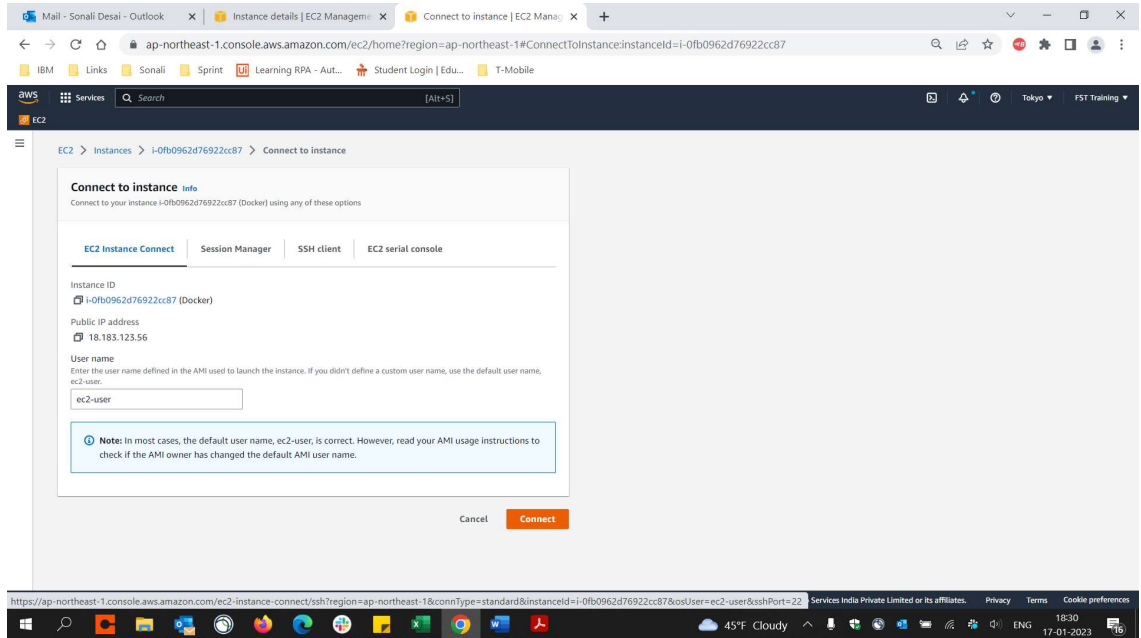 Mail - Sonali Desai - Outlook
Instance details | EC2 Manageme
Connect to instance | EC2 Manag
ap-northeast-1.console.aws.amazon.com/ec2/home?region=ap-northeast-1#ConnectToInstance:instanceId=i-0fb0962d76922cc87
IBM Links Sonali Sprint Ui Learning RPA - Aut... Student Login | Edu... T-Mobile
aws Services Search [Alt+S] Tokyo FST Training
EC2
EC2 > Instances > i-0fb0962d76922cc87 > Connect to instance
Connect to instance Info
Connect to your instance i-0fb0962d76922cc87 (Docker) using any of these options
EC2 Instance Connect Session Manager SSH client EC2 serial console
Instance ID
i-0fb0962d76922cc87 (Docker)
Public IP address
18.183.123.56
User name
Enter the user name defined in the AMI used to launch the instance. If you didn't define a custom user name, use the default user name,
ec2-user.
ec2-user
Note: In most cases, the default user name, ec2-user, is correct. However, read your AMI usage instructions to
check if the AMI owner has changed the default AMI user name.
Cancel Connect
https://ap-northeast-1.console.aws.amazon.com/ec2-instance-connect/ssh?region=ap-northeast-1&connType=standard&instanceId=i-0fb0962d76922cc87&osUser=ec2-user&sshPort=22 Services India Private Limited or its affiliates. Privacy Terms Cookie preferences
45°F Cloudy ENG 18:30
17-01-2023 16